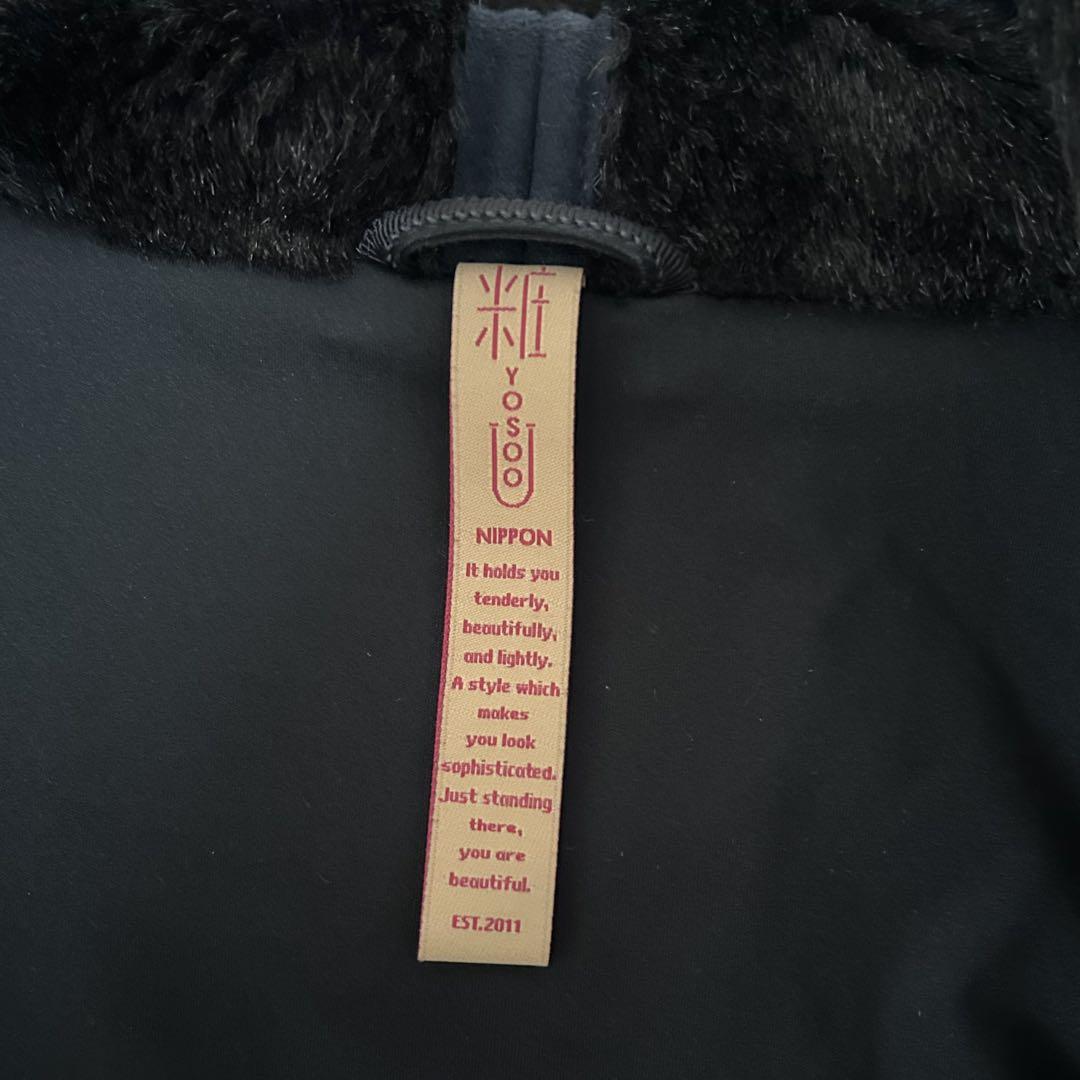 粧
YOSOO
NIPPON
It holds you
tenderly,
beautifully,
and lightly.
A style which
makes
you look
sophisticated.
Just standing
there,
you are
beautiful.
EST.2011